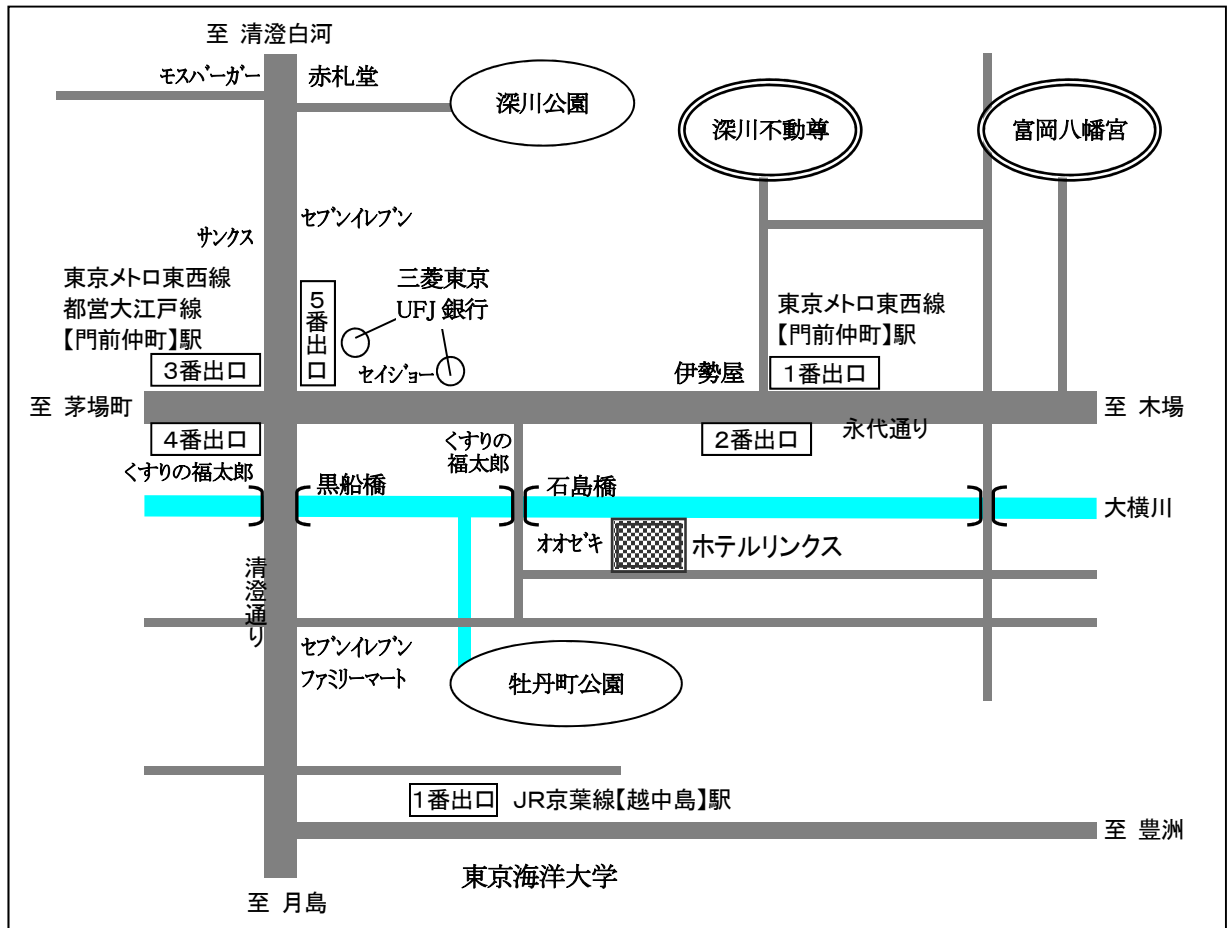 至 清澄白河
モスバーガー
赤札堂
深川公園
深川不動尊
富岡八幡宮
セブンイレブン
サンクス
東京メトロ東西線
都営大江戸線
【門前仲町】駅
3番出口
5番出口
三菱東京
UFJ 銀行
セイジョー
伊勢屋
東京メトロ東西線
【門前仲町】駅
1番出口
至 茅場町
至 木場
永代通り
4番出口
2番出口
くすりの福太郎
くすりの
福太郎
黒船橋
石島橋
大横川
オオゼキ
ホテルリンクス
清澄通り
セブンイレブン
ファミリーマート
牡丹町公園
1番出口
JR京葉線【越中島】駅
至 豊洲
東京海洋大学
至 月島